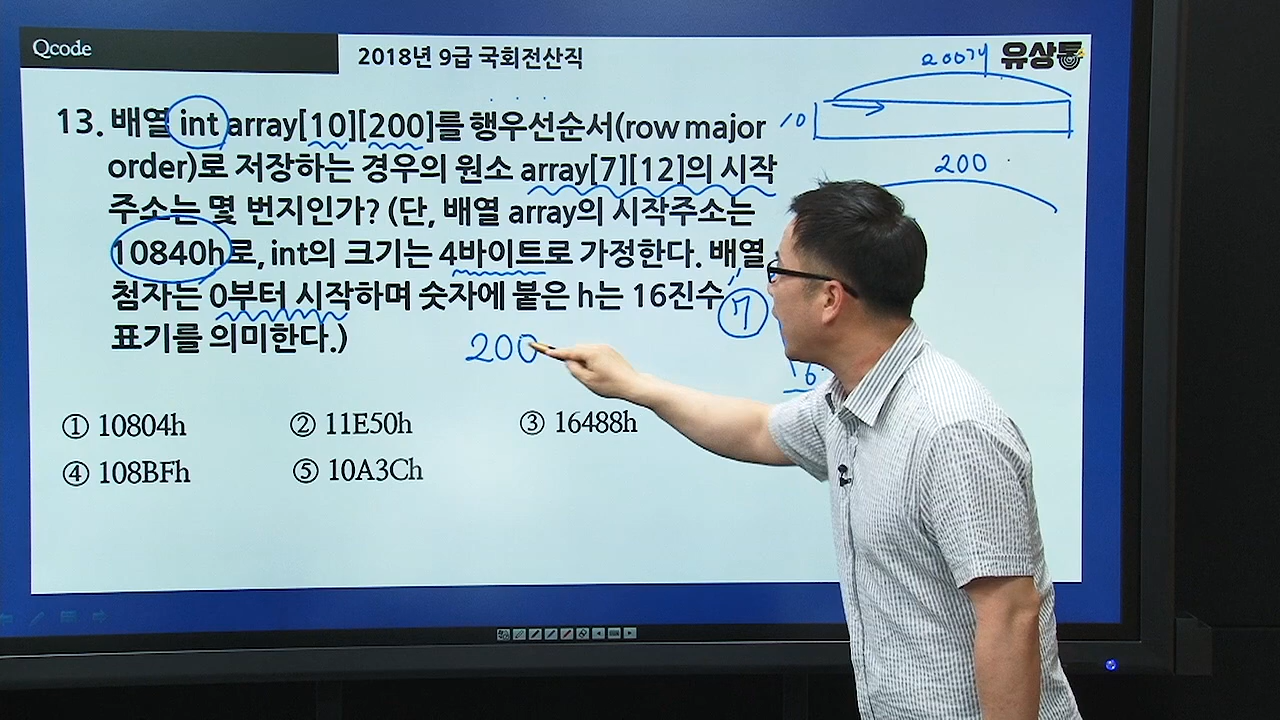 Qcode
2018년 9급 국회전산직
유상통
200개
13. 배열 int array[10][200]를 행우선순서(row major
order)로 저장하는 경우의 원소 array[7][12]의 시작
주소는 몇 번지인가? (단, 배열 array의 시작주소는
10840h로, int의 크기는 4바이트로 가정한다. 배열
첨자는 0부터 시작하며 숫자에 붙은 h는 16진수
표기를 의미한다.)
10
200
7
200
① 10804h ② 11E50h ③ 16488h
④ 108BFh ⑤ 10A3Ch